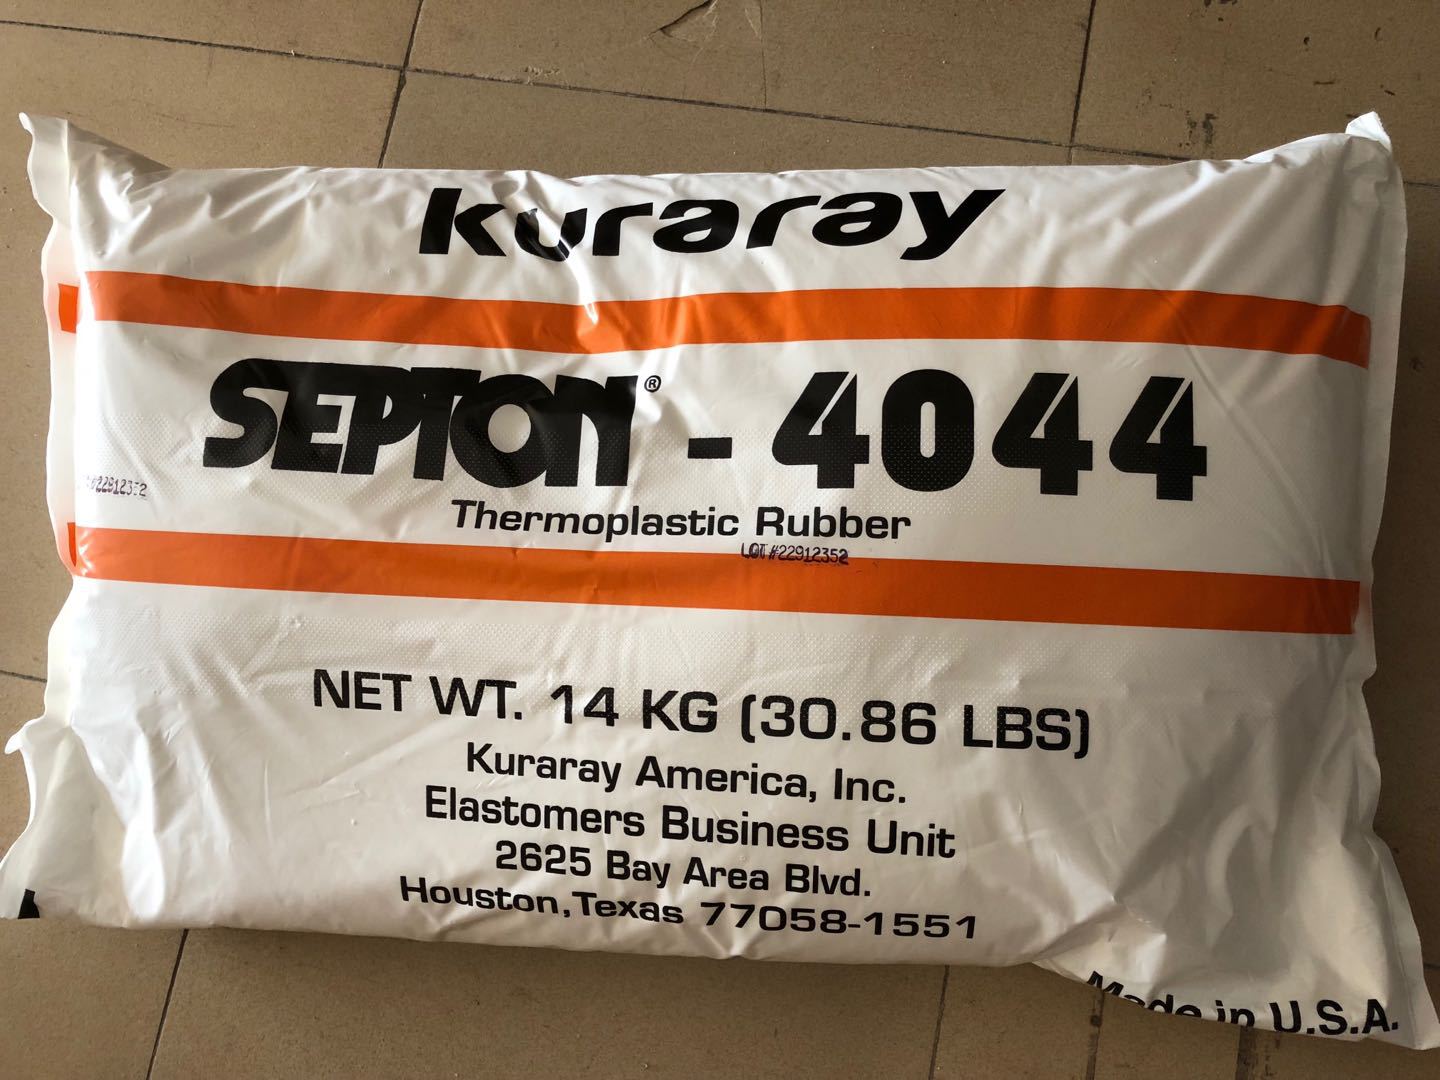 kuraray
SEPTON® - 4044
#22912352
Thermoplastic Rubber
LOT #22912352
NET WT. 14 KG (30.86 LBS)
Kuraray America, Inc.
Elastomers Business Unit
2625 Bay Area Blvd.
Houston, Texas 77058-1551
Made in U.S.A.